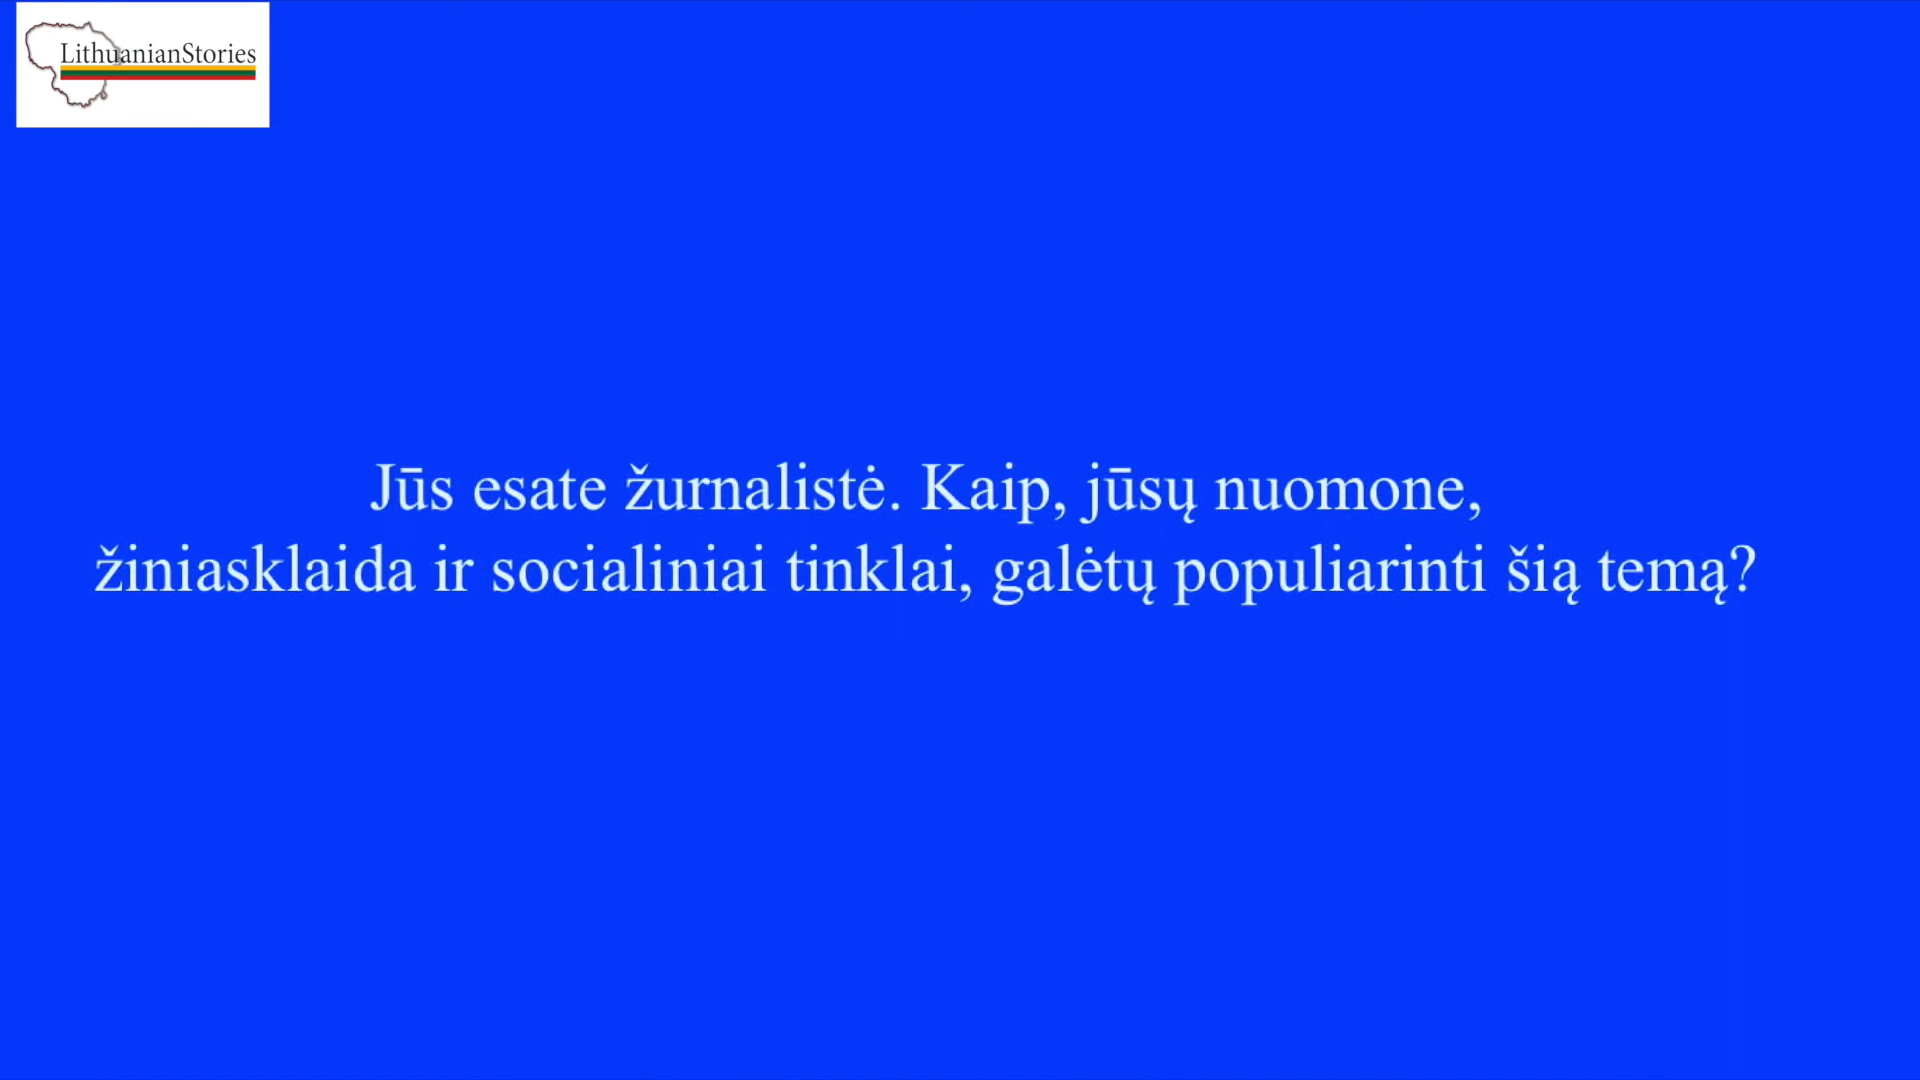 LithuanianStories
Jūs esate žurnalistė. Kaip, jūsų nuomone,
žiniasklaida ir socialiniai tinklai, galėtų populiarinti šią temą?